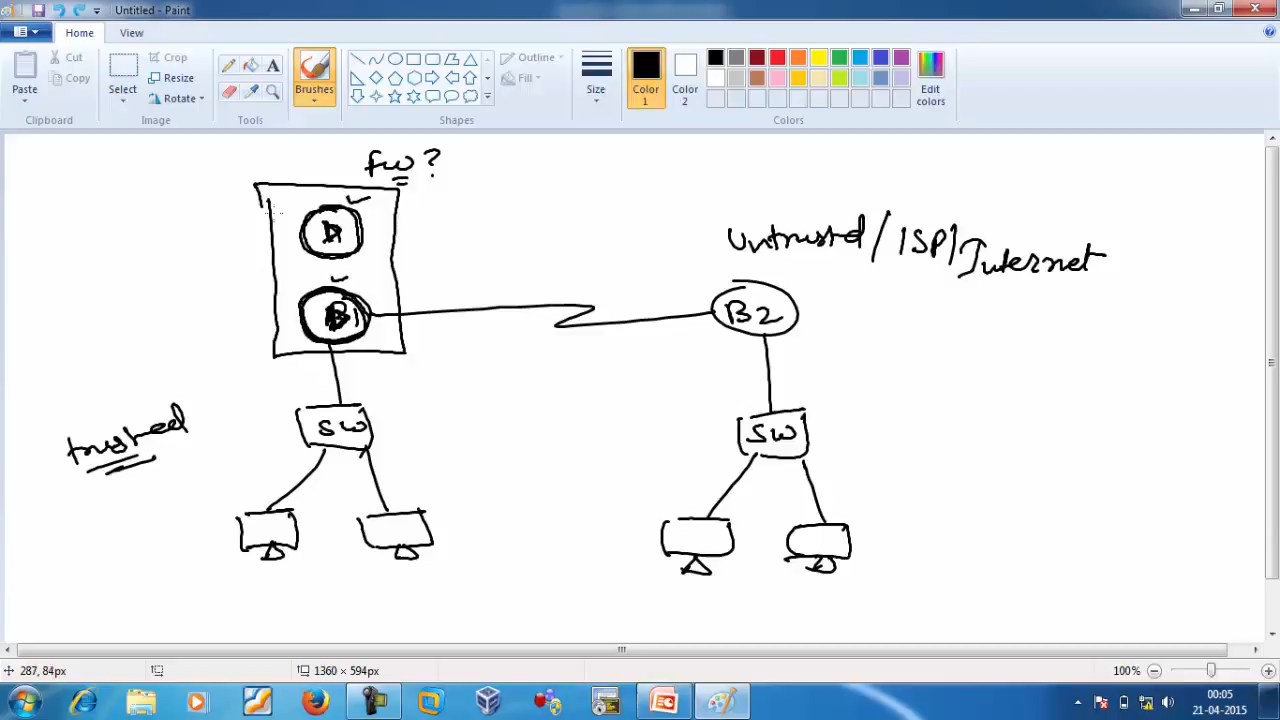 Untitled - Paint
Home
View
Paste
Cut
Copy
Clipboard
Select
Crop
Resize
Rotate
Image
Tools
Brushes
Outline
Fill
Shapes
Size
Color 1
Color 2
Edit colors
Colors
fw?
Untrusted/ISP/Internet
B1
B2
trusted
SW
SW
287, 84px
1360 × 594px
100%
00:05
21-04-2015